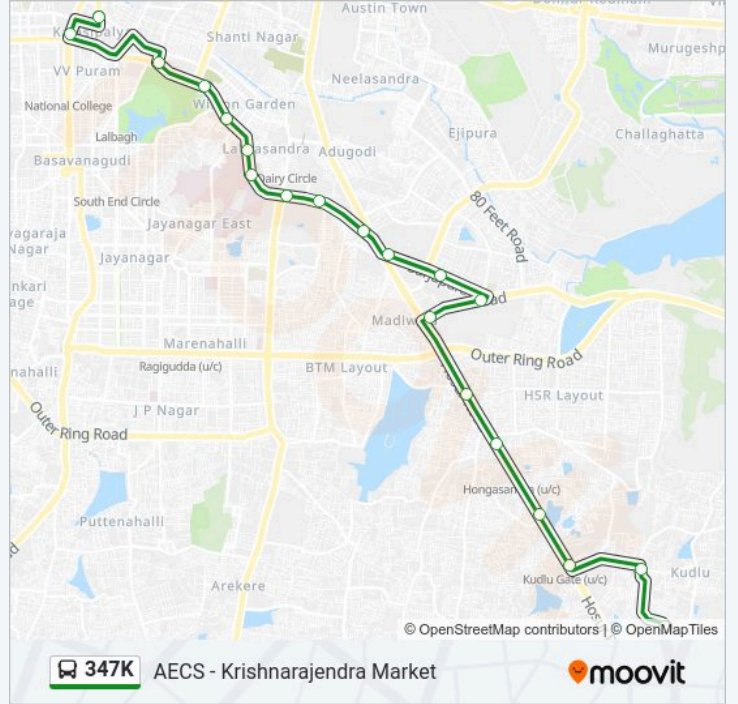 Austin Town
Shanti Nagar
Murugeshp
VV Puram
Neelasandra
National College
Garden
Ejipura
Challaghatta
Lalbagh
Adugodi
Basavanagudi
Dairy Circle
80 Feet Road
South End Circle
Jayanagar East
Jayanagar
Marenahalli
Outer Ring Road
Ragigudda (u/c)
BTM Layout
HSR Layout
J P Nagar
Outer Ring Road
Puttenahalli
Kudlu Gate (u/c)
Kudlu
Arekere
© OpenStreetMap contributors | © OpenMapTiles
347K AECS - Krishnarajendra Market
moovit